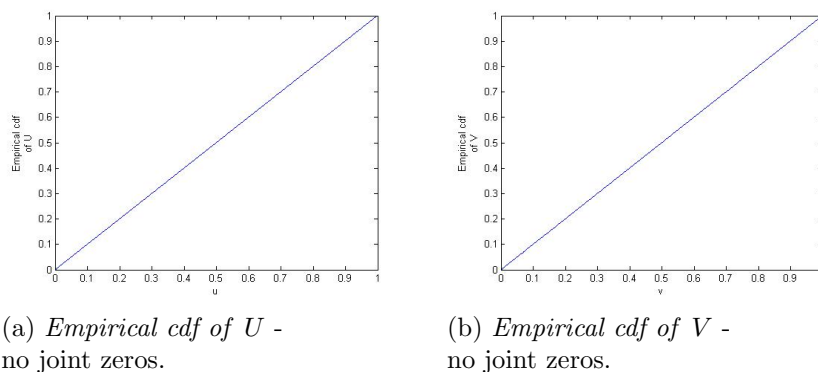 1
0.9
0.8
0.7
0.6
0.5
0.4
0.3
0.2
0.1
0
Empirical cdf
of U
0 0.1 0.2 0.3 0.4 0.5 0.6 0.7 0.8 0.9 1
u
1
0.9
0.8
0.7
0.6
0.5
0.4
0.3
0.2
0.1
0
Empirical cdf
of V
0 0.1 0.2 0.3 0.4 0.5 0.6 0.7 0.8 0.9
v
(a) Empirical cdf of U -
no joint zeros.
(b) Empirical cdf of V -
no joint zeros.